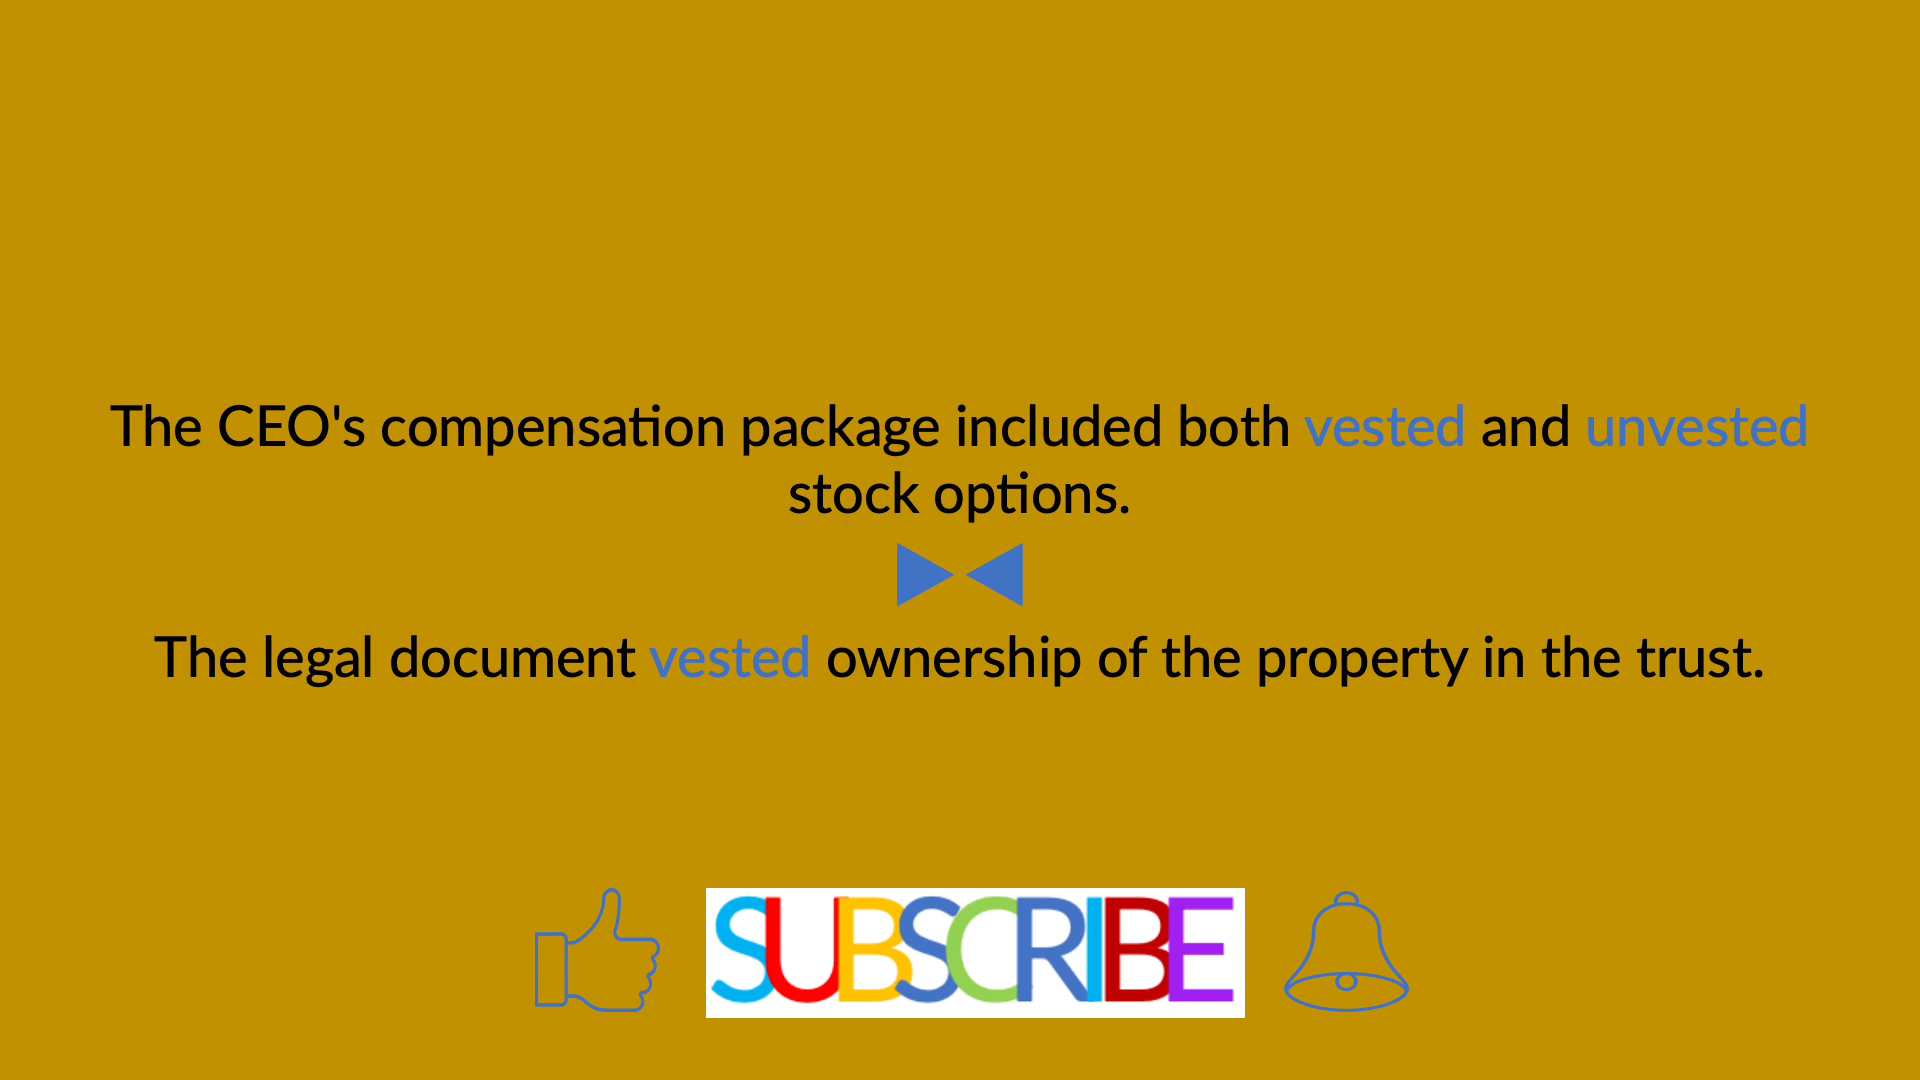 The CEO's compensation package included both vested and unvested
stock options.
The legal document vested ownership of the property in the trust.
SUBSCRIBE